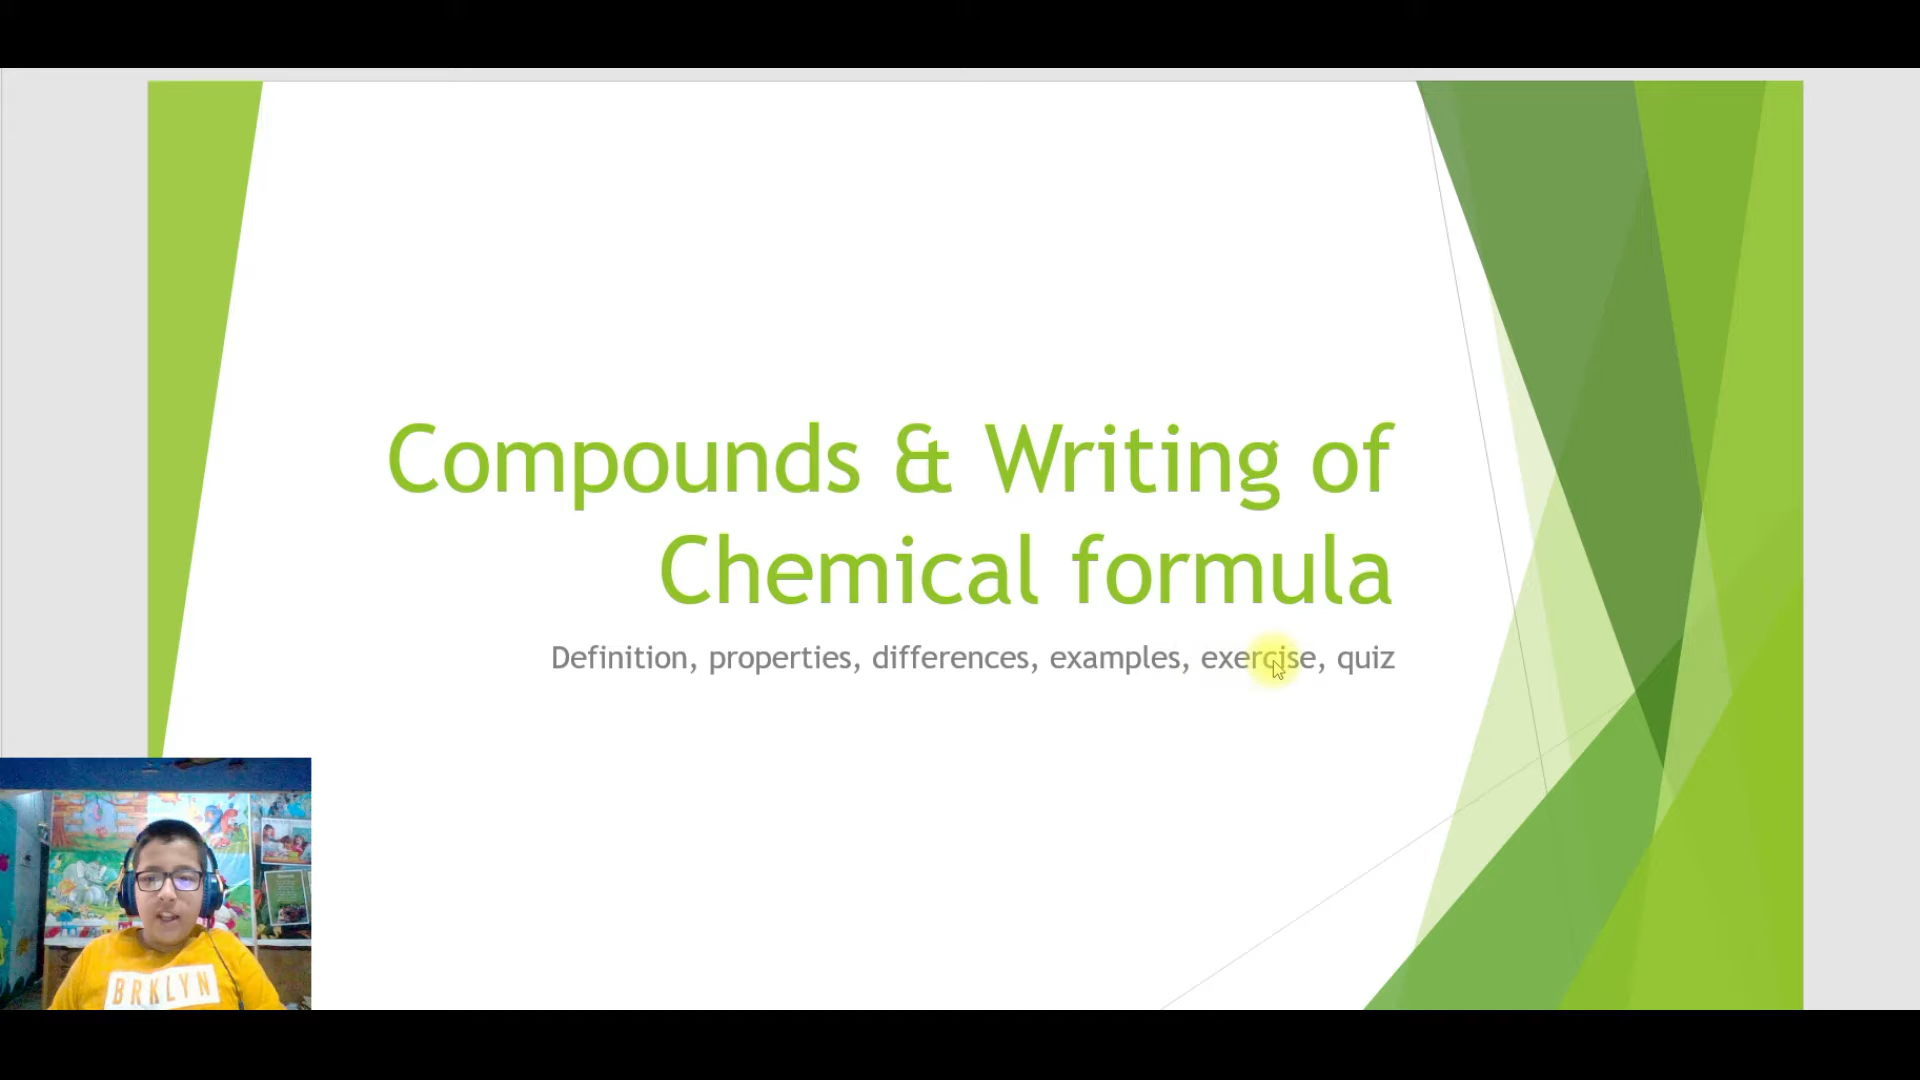 Compounds & Writing of
Chemical formula
Definition, properties, differences, examples, exercise, quiz
BRKLYN